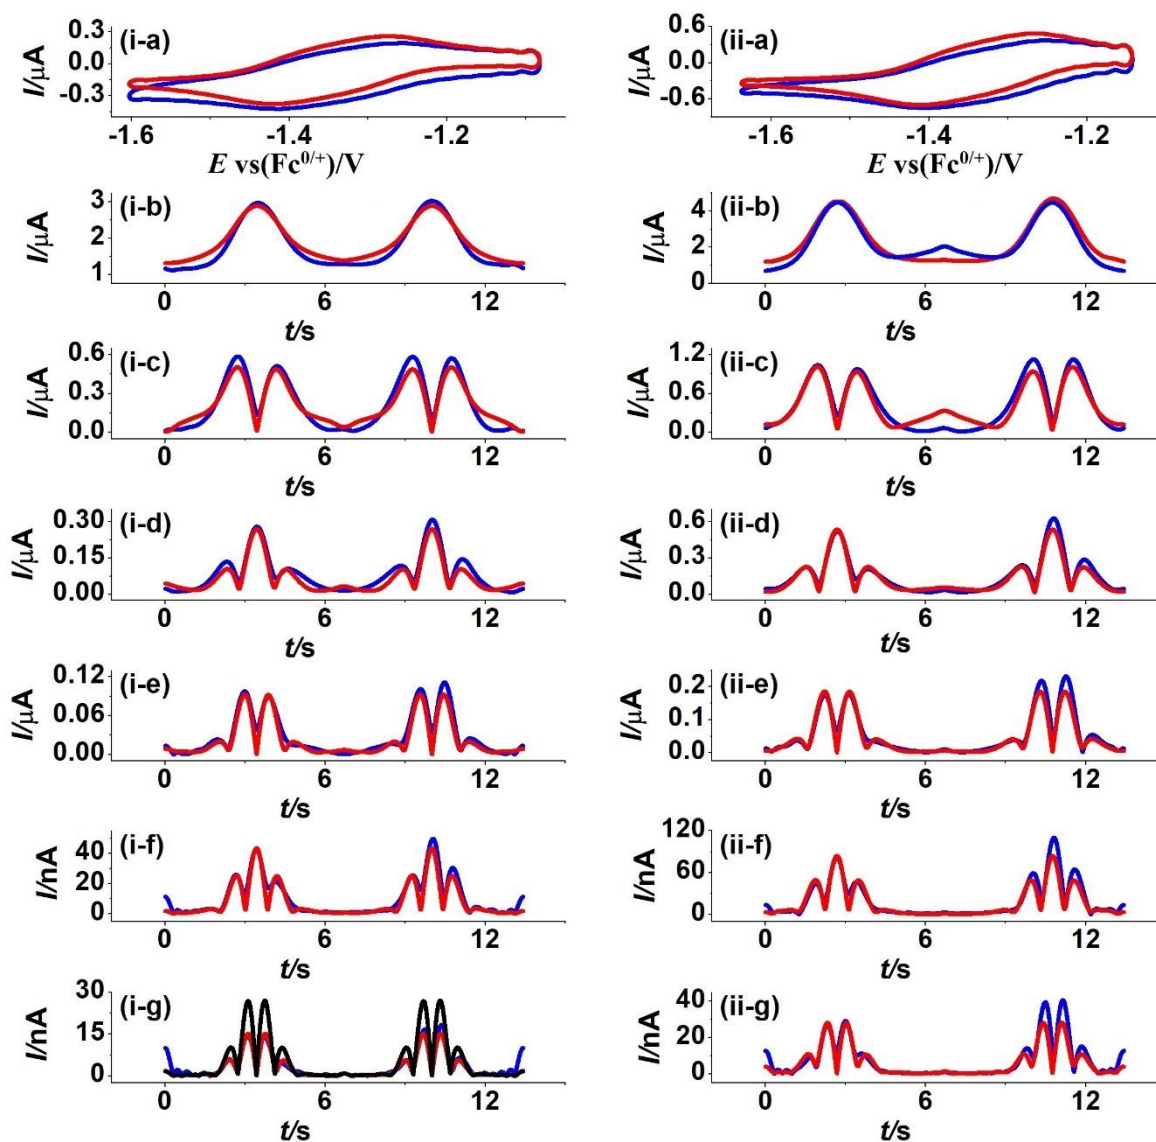 (i-a)
I/μA
0.3
0.0
-0.3
-1.6
-1.4
-1.2
E vs(Fc⁰/⁺)/V
(ii-a)
I/μA
0.6
0.0
-0.6
-1.6
-1.4
-1.2
E vs(Fc⁰/⁺)/V
(i-b)
I/μA
3
2
1
0
6
12
t/s
(ii-b)
I/μA
4
2
0
0
6
12
t/s
(i-c)
I/μA
0.6
0.3
0.0
0
6
12
t/s
(ii-c)
I/μA
1.2
0.6
0.0
0
6
12
t/s
(i-d)
I/μA
0.30
0.15
0.00
0
6
12
t/s
(ii-d)
I/μA
0.6
0.3
0.0
0
6
12
t/s
(i-e)
I/μA
0.12
0.06
0.00
0
6
12
t/s
(ii-e)
I/μA
0.2
0.1
0.0
0
6
12
t/s
(i-f)
I/nA
40
20
0
0
6
12
t/s
(ii-f)
I/nA
120
60
0
0
6
12
t/s
(i-g)
I/nA
30
15
0
0
6
12
t/s
(ii-g)
I/nA
40
20
0
0
6
12
t/s